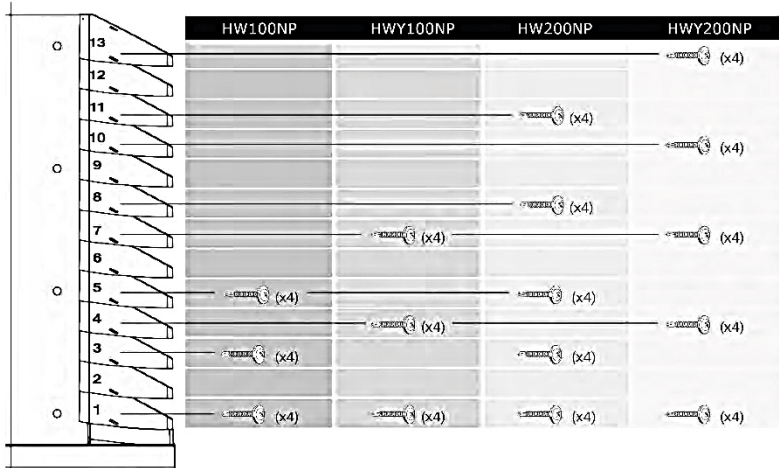 HW100NP HWY100NP HW200NP HWY200NP
13 (x4)
12
11 (x4)
10 (x4)
9
8 (x4)
7 (x4) (x4)
6
5 (x4) (x4)
4 (x4) (x4)
3 (x4) (x4)
2
1 (x4) (x4) (x4) (x4)